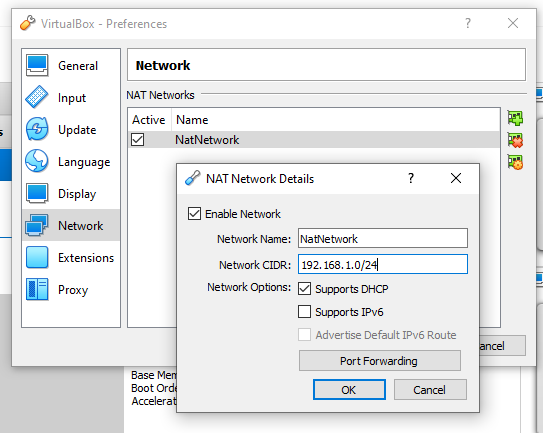 VirtualBox - Preferences
General
Input
Update
Language
Display
Network
Extensions
Proxy
Network
NAT Networks
Active Name
NatNetwork
NAT Network Details
Enable Network
Network Name: NatNetwork
Network CIDR: 192.168.1.0/24
Network Options: Supports DHCP
Supports IPv6
Advertise Default IPv6 Route
Port Forwarding
OK Cancel
ancel
Base Mem
Boot Orde
Accelerat
s